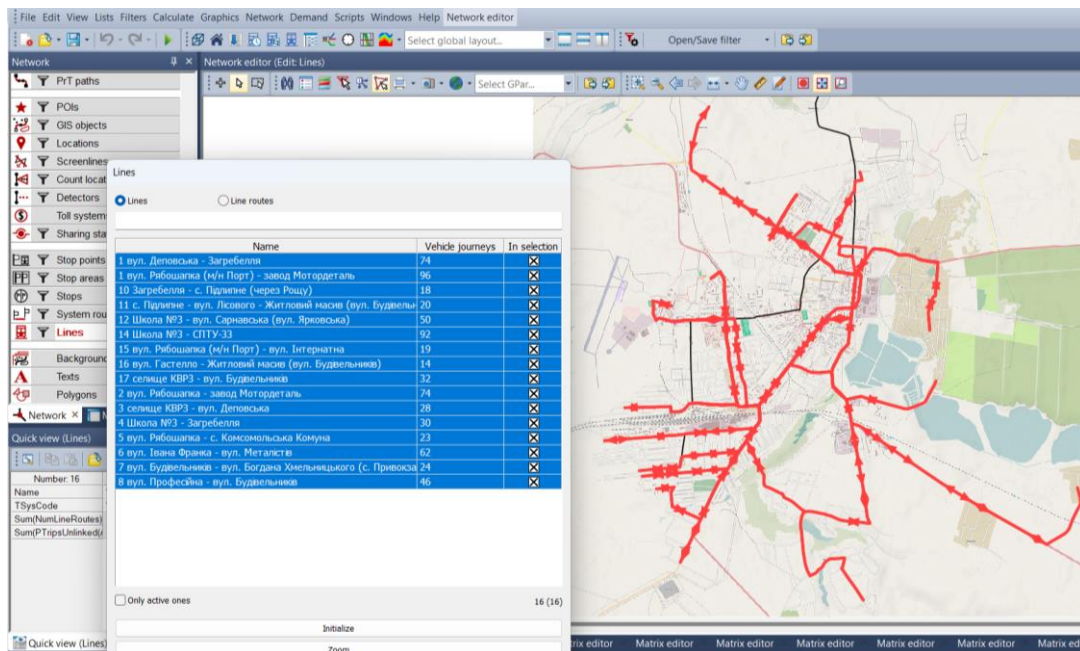 File Edit View Lists Filters Calculate Graphics Network Demand Scripts Windows Help Network editor
Select global layout...
Open/Save filter
Network
Network editor (Edit: Lines)
Select GPar...
PrT paths
POIs
GIS objects
Locations
Screenlines
Count locat
Detectors
Toll system
Sharing sta
Stop points
Stop areas
Stops
System rou
Lines
Background
Texts
Polygons
Network
Quick view (Lines)
Number: 16
Name
TSysCode
Sum(NumLineRoutes)
Sum(PTripsUnlinked(
Quick view (Lines)
Lines
Lines
Line routes
Name Vehicle journeys In selection
1 вул. Деповська - Загребелля 74
1 вул. Рябошапка (м/н Порт) - завод Мотордеталь 96
10 Загребелля - с. Підлипне (через Рощу) 18
11 с. Підлипне - вул. Лісового - Житловий масив (вул. Будівельн 20
12 Школа №3 - вул. Сарнавська (вул. Ярковська) 50
14 Школа №3 - СПТУ-33 92
15 вул. Рябошапка (м/н Порт) - вул. Інтернатна 19
16 вул. Гастелло - Житловий масив (вул. Будівельників) 14
17 селище КВРЗ - вул. Будівельників 32
2 вул. Рябошапка - завод Мотордеталь 74
3 селище КВРЗ - вул. Деповська 28
4 Школа №3 - Загребелля 30
5 вул. Рябошапка - с. Комсомольська Комуна 23
6 вул. Івана Франка - вул. Металістів 62
7 вул. Будівельників - вул. Богдана Хмельницького (с. Привокза 24
8 вул. Професійна - вул. Будівельників 46
Only active ones
16 (16)
Initialize
Zoom
trix editor Matrix editor Matrix editor Matrix editor Matrix editor Matrix editor Matrix ed